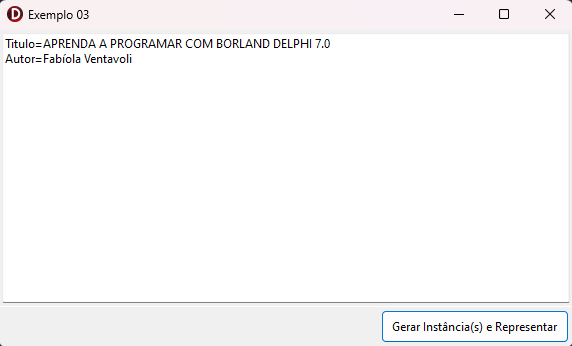 Exemplo 03
Titulo=APRENDA A PROGRAMAR COM BORLAND DELPHI 7.0
Autor=Fabíola Ventavoli
Gerar Instância(s) e Representar